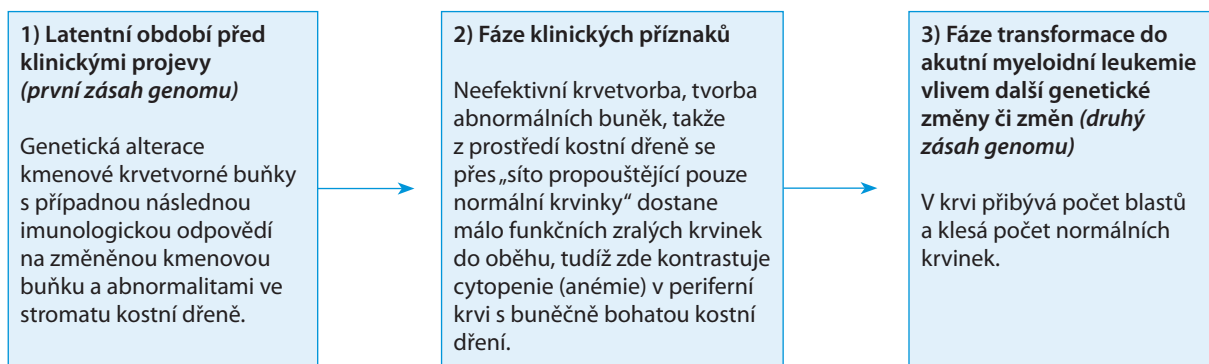 1) Latentní období před
klinickými projevy
(první zásah genomu)
Genetická alterace
kmenové krvetvorné buňky
s případnou následnou
imunologickou odpovědí
na změněnou kmenovou
buňku a abnormalitami ve
stromatu kostní dřeně.
2) Fáze klinických příznaků
Neefektivní krvetvorba, tvorba
abnormálních buněk, takže
z prostředí kostní dřeně se
přes „síto propouštějící pouze
normální krvinky“ dostane
málo funkčních zralých krvinek
do oběhu, tudíž zde kontrastuje
cytopenie (anémie) v periferní
krvi s buněčně bohatou kostní
dření.
3) Fáze transformace do
akutní myeloidní leukemie
vlivem další genetické
změny či změn (druhý
zásah genomu)
V krvi přibývá počet blastů
a klesá počet normálních
krvinek.